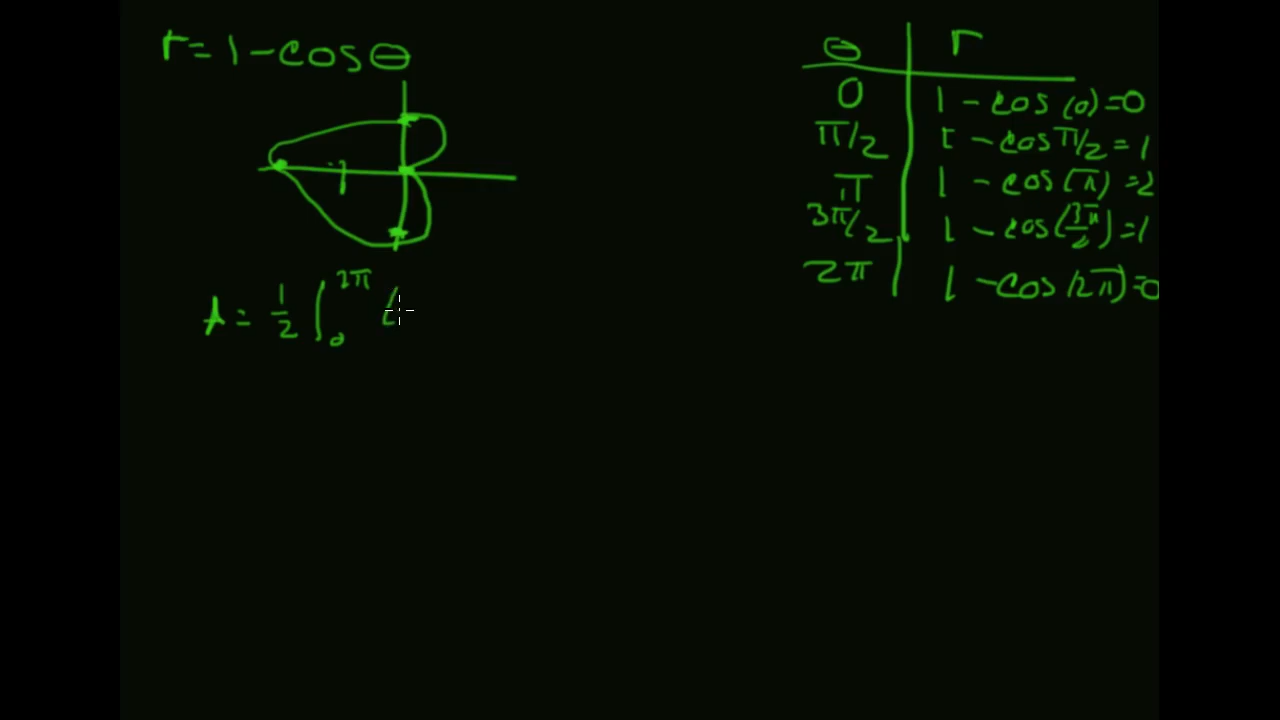 r = 1 - cos θ
-1
A = 1/2 ∫₀^2π (
θ | r
0 | 1 - cos(0) = 0
π/2 | 1 - cos π/2 = 1
π | 1 - cos(π) = 2
3π/2 | 1 - cos(3π/2) = 1
2π | 1 - cos(2π) = 0